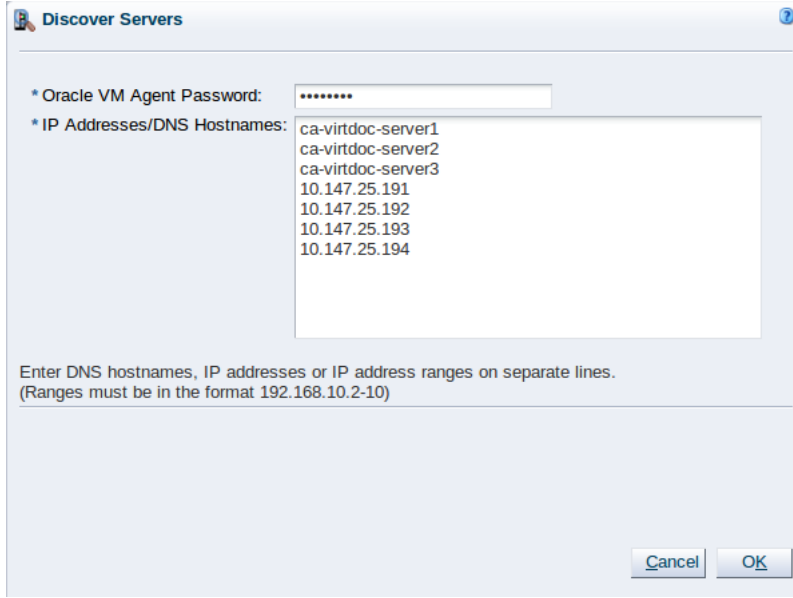 Discover Servers
?
* Oracle VM Agent Password: ••••••••
* IP Addresses/DNS Hostnames:
ca-virtdoc-server1
ca-virtdoc-server2
ca-virtdoc-server3
10.147.25.191
10.147.25.192
10.147.25.193
10.147.25.194
Enter DNS hostnames, IP addresses or IP address ranges on separate lines.
(Ranges must be in the format 192.168.10.2-10)
Cancel OK